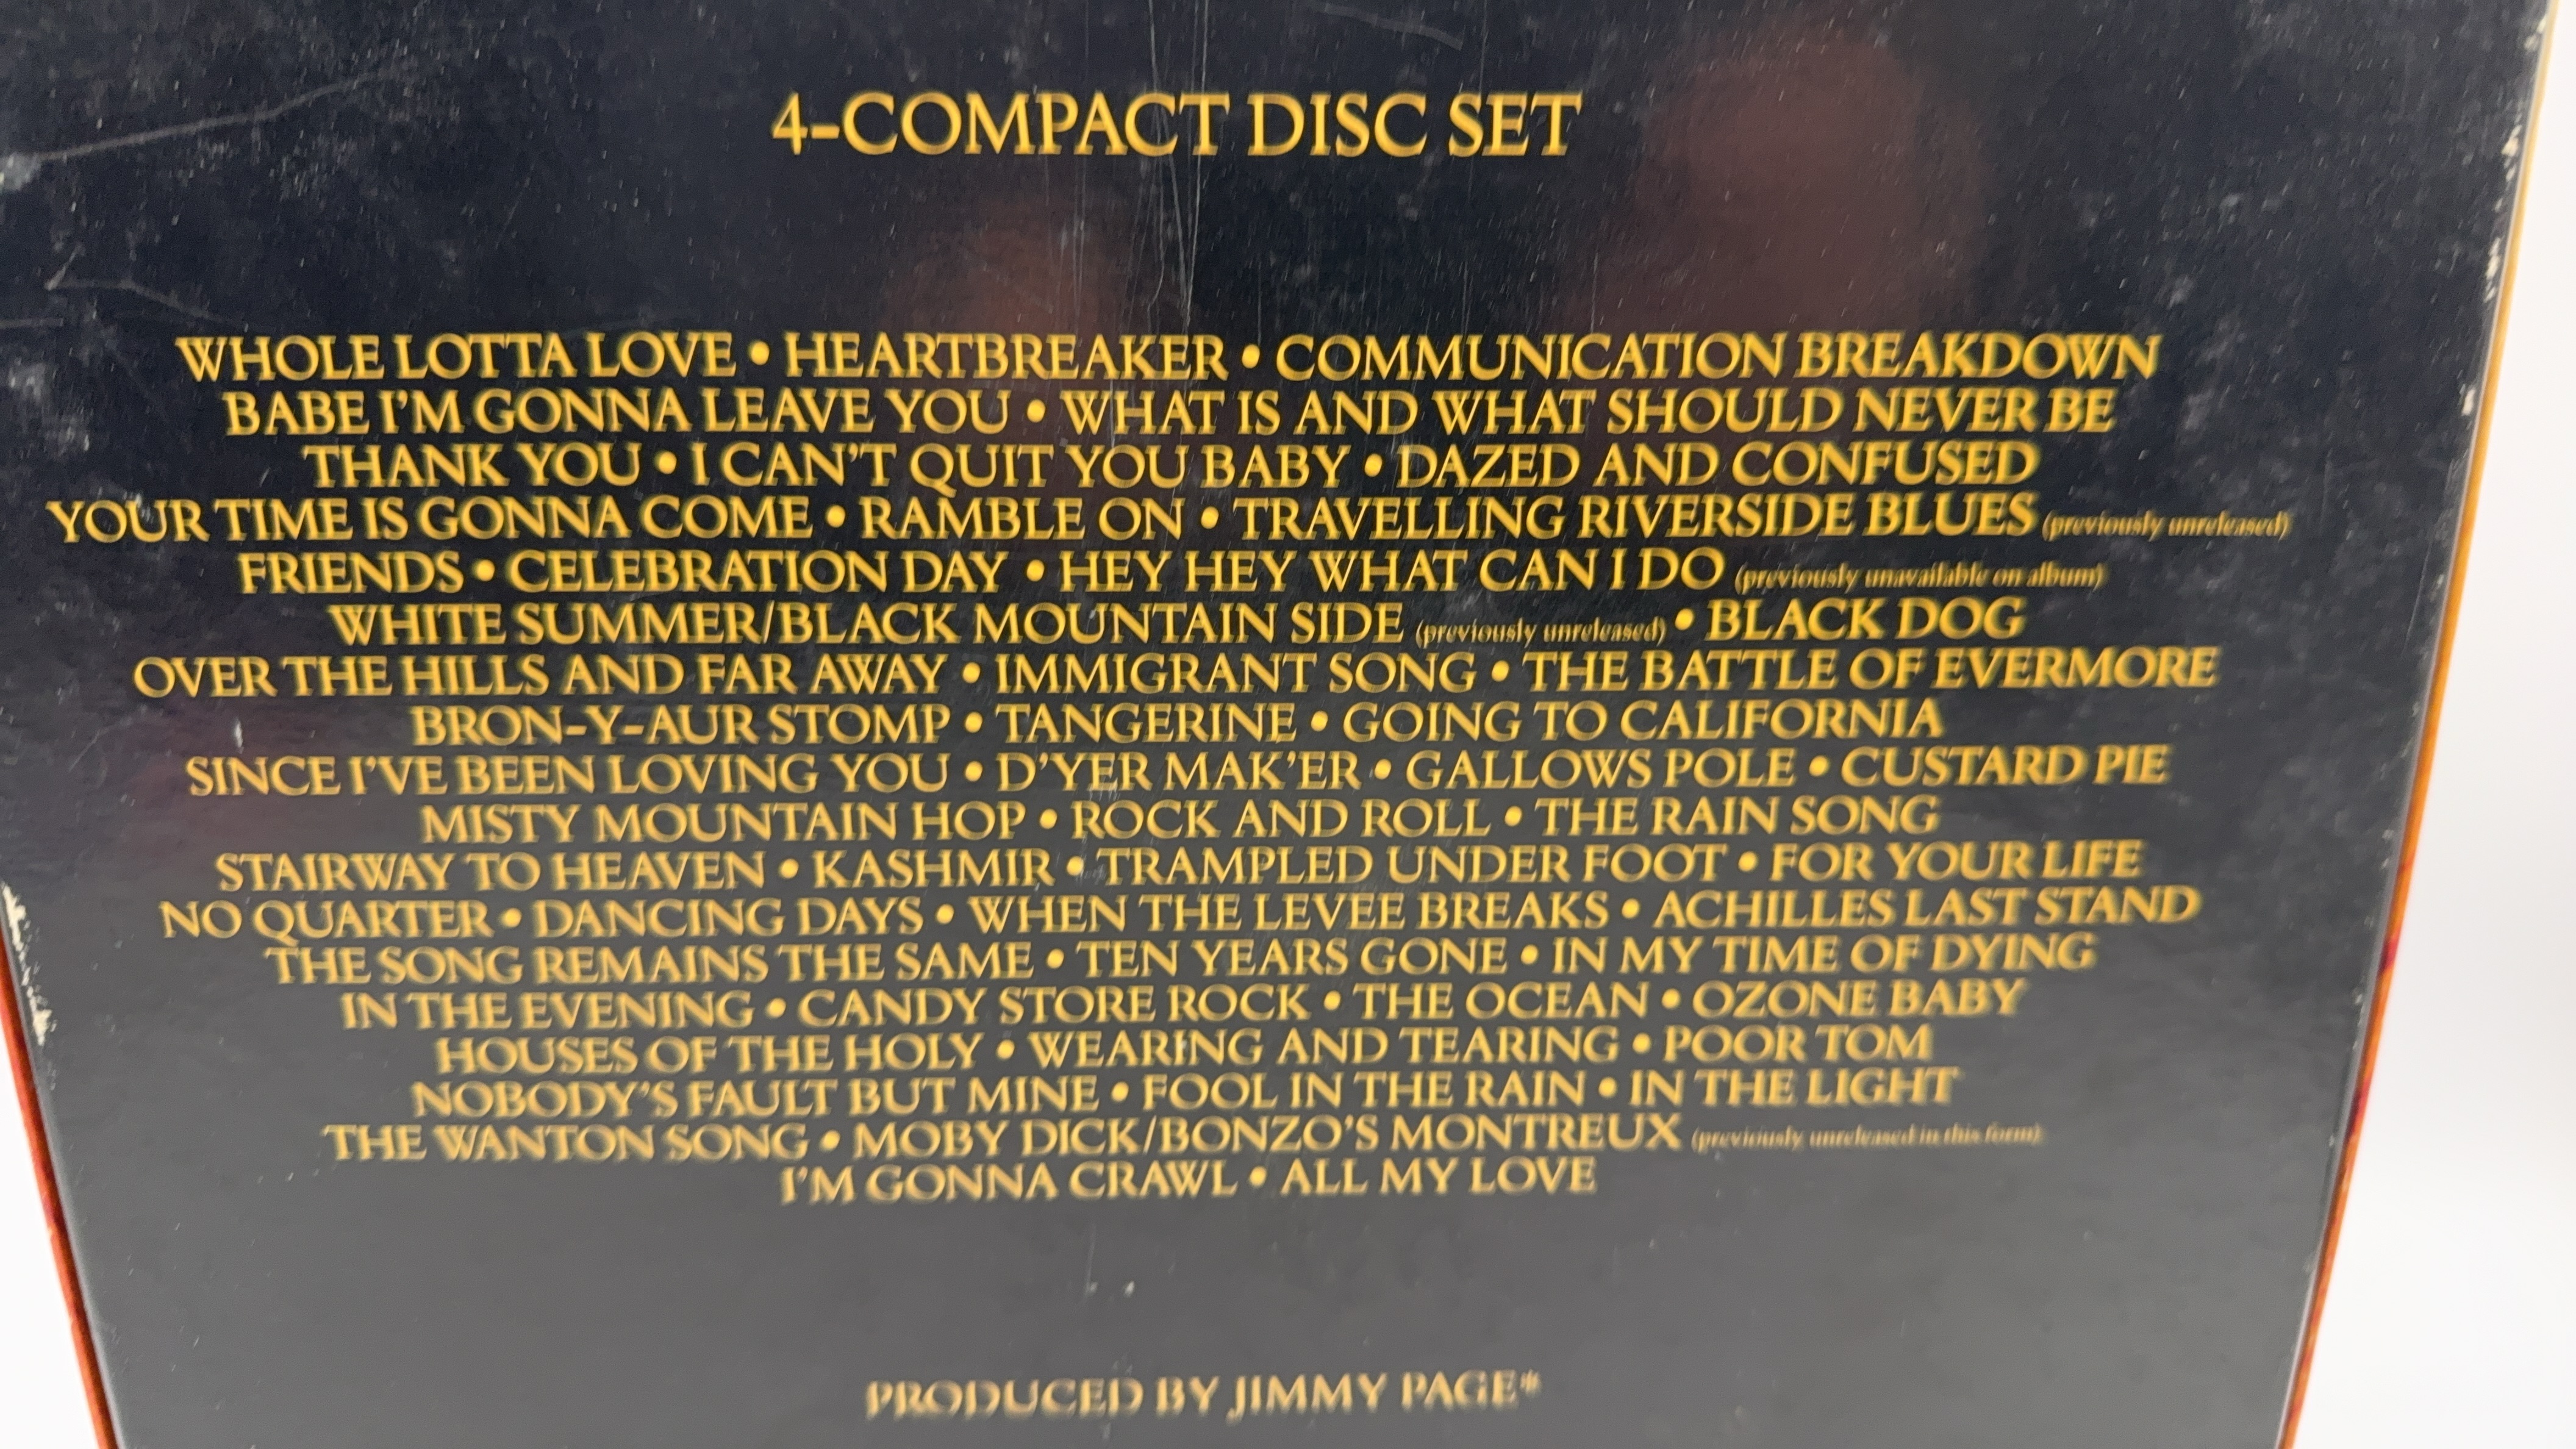 4-COMPACT DISC SET
WHOLE LOTTA LOVE • HEARTBREAKER • COMMUNICATION BREAKDOWN
BABE I'M GONNA LEAVE YOU • WHAT IS AND WHAT SHOULD NEVER BE
THANK YOU • I CAN'T QUIT YOU BABY • DAZED AND CONFUSED
YOUR TIME IS GONNA COME • RAMBLE ON • TRAVELLING RIVERSIDE BLUES (previously unreleased)
FRIENDS • CELEBRATION DAY • HEY HEY WHAT CAN I DO (previously unavailable on album)
WHITE SUMMER/BLACK MOUNTAIN SIDE (previously unreleased) • BLACK DOG
OVER THE HILLS AND FAR AWAY • IMMIGRANT SONG • THE BATTLE OF EVERMORE
BRON-Y-AUR STOMP • TANGERINE • GOING TO CALIFORNIA
SINCE I'VE BEEN LOVING YOU • D'YER MAK'ER • GALLOWS POLE • CUSTARD PIE
MISTY MOUNTAIN HOP • ROCK AND ROLL • THE RAIN SONG
STAIRWAY TO HEAVEN • KASHMIR • TRAMPLED UNDER FOOT • FOR YOUR LIFE
NO QUARTER • DANCING DAYS • WHEN THE LEVEE BREAKS • ACHILLES LAST STAND
THE SONG REMAINS THE SAME • TEN YEARS GONE • IN MY TIME OF DYING
IN THE EVENING • CANDY STORE ROCK • THE OCEAN • OZONE BABY
HOUSES OF THE HOLY • WEARING AND TEARING • POOR TOM
NOBODY'S FAULT BUT MINE • FOOL IN THE RAIN • IN THE LIGHT
THE WANTON SONG • MOBY DICK/BONZO'S MONTREUX (previously unreleased in this form)
I'M GONNA CRAWL • ALL MY LOVE
PRODUCED BY JIMMY PAGE*